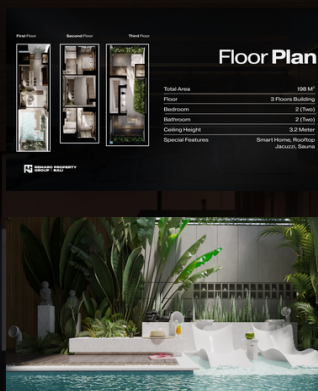 First Floor
Second Floor
Third Floor
Floor Plan
Total Area 198 M²
Floor 3 Floors Building
Bedroom 2 (Two)
Bathroom 2 (Two)
Ceiling Height 3.2 Meter
Special Features Smart Home, Rooftop
Jacuzzi, Sauna
PROPERTY
GROUP BALI